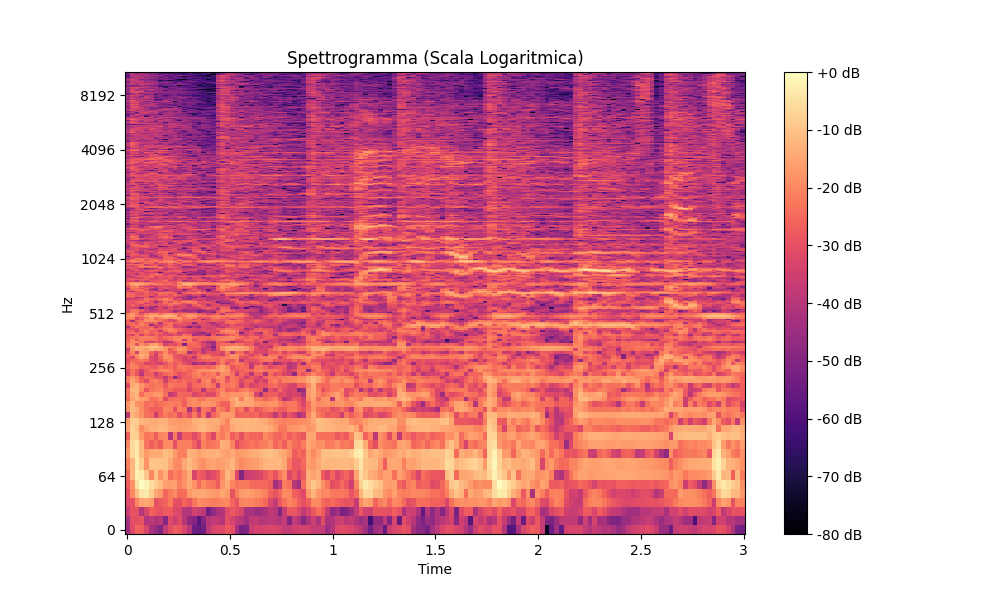 Spettrogramma (Scala Logaritmica)
8192
4096
2048
1024
512
256
128
64
0
Hz
0
0.5
1
1.5
2
2.5
3
Time
+0 dB
-10 dB
-20 dB
-30 dB
-40 dB
-50 dB
-60 dB
-70 dB
-80 dB